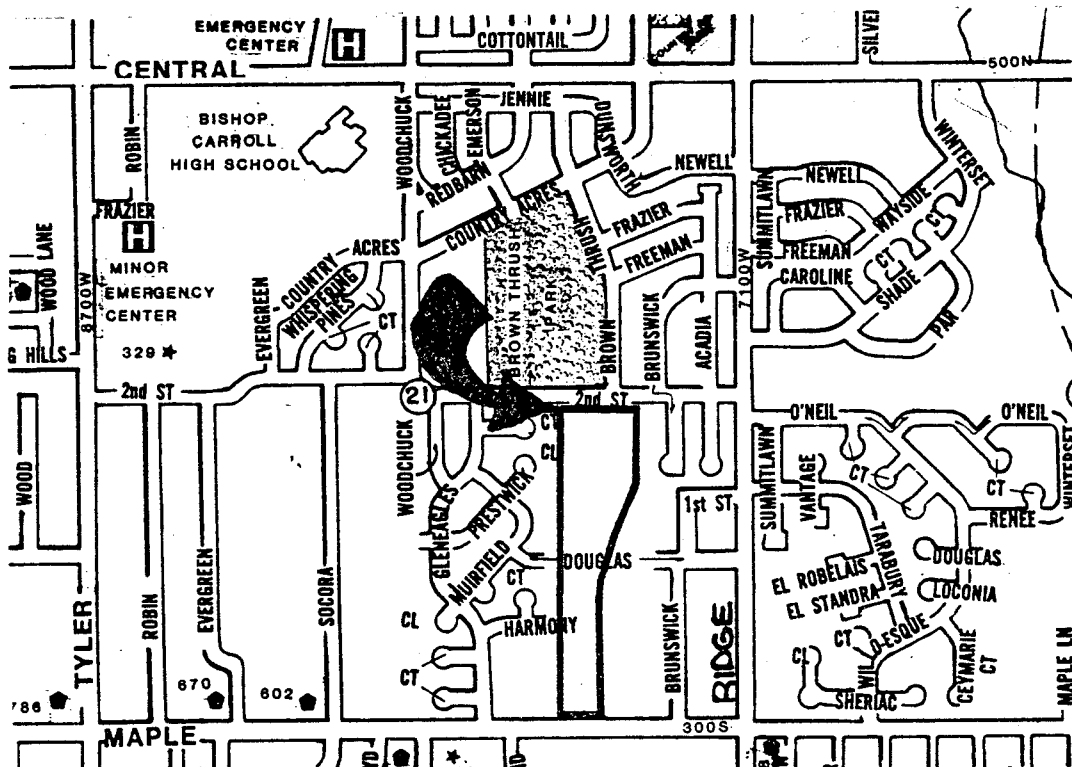 EMERGENCY
CENTER
H
COTTONTAIL
SILVE
CENTRAL
500N
BISHOP
CARROLL
HIGH SCHOOL
ROBIN
WOODCHUCK
CHICKADEE
EMERSON
JENNIE
DUNSWORTH
REDBARN
NEWELL
WINTERSET
NEWELL
SUMMITLAWN
FRAZIER
H
MINOR
EMERGENCY
CENTER
WOOD LANE
8700W
COUNTRY ACRES
COUNTRY ACRES
WHISPERING
PINES
CT
EVERGREEN
BROWN THRUSH
PARK
BROWN THRUSH
FRAZIER
FREEMAN
7100W
FRAZIER
FREEMAN
CAROLINE
WAYSIDE
CT
CT
SHADE
PAR
BRUNSWICK
ACADIA
329
G HILLS
2nd ST
21
2nd ST
CT
CL
O'NEIL
O'NEIL
WINTERSET
WOOD
WOODCHUCK
GLENEAGLES
PRESTWICK
MUIRFIELD
1st ST
SUMMITLAWN
VANTAGE
CT
CT
RENEE
TARABURY
DOUGLAS
CT
DOUGLAS
LOCONIA
EL ROBELAIS
EL STANDRA
TYLER
ROBIN
EVERGREEN
SOCORA
CL
HARMONY
CT
BRUNSWICK
RIDGE
CT
CL
WIL
D-ESQUE
CEYMARIE
CT
SHERIAC
MAPLE LN
786
670
602
MAPLE
300S